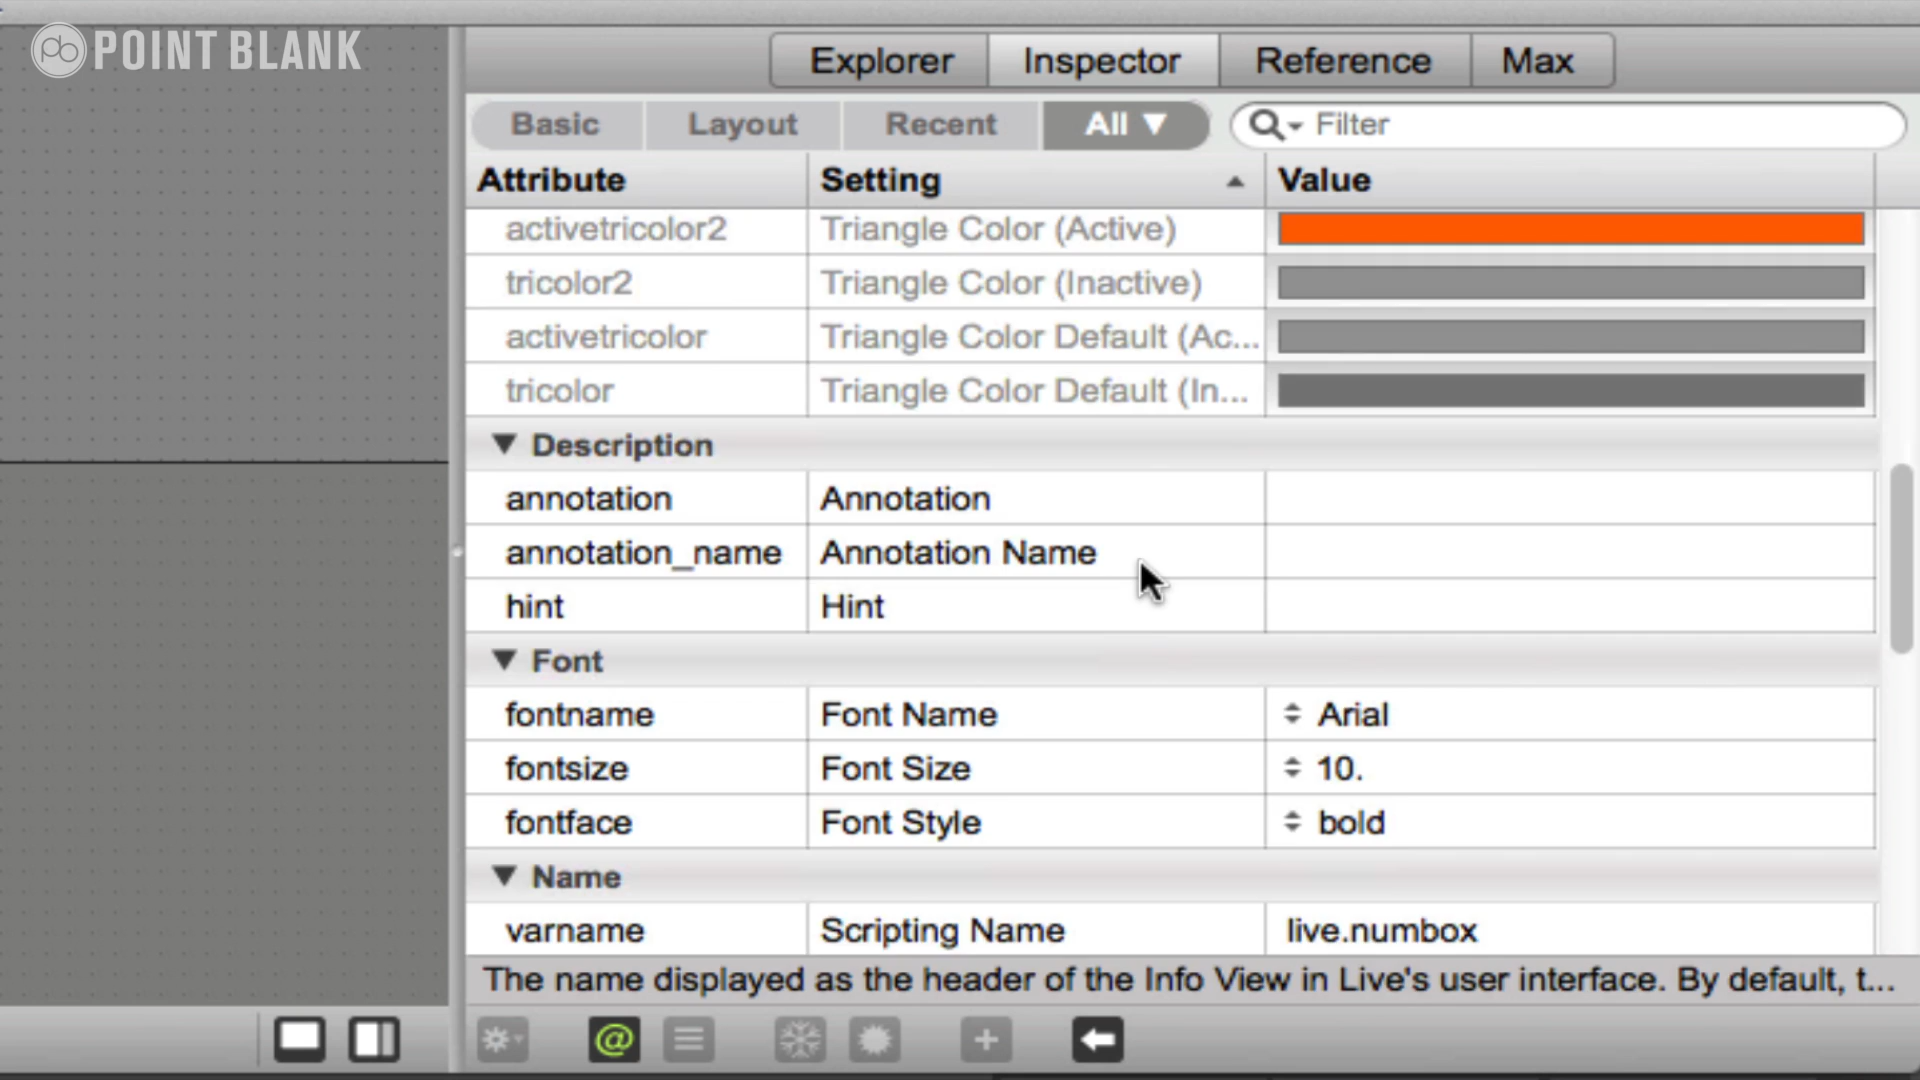 pb POINT BLANK
Explorer Inspector Reference Max
Basic Layout Recent All ▼ Filter
Attribute Setting Value
activetricolor2 Triangle Color (Active)
tricolor2 Triangle Color (Inactive)
activetricolor Triangle Color Default (Ac...
tricolor Triangle Color Default (In...
▼ Description
annotation Annotation
annotation_name Annotation Name
hint Hint
▼ Font
fontname Font Name Arial
fontsize Font Size 10.
fontface Font Style bold
▼ Name
varname Scripting Name live.numbox
The name displayed as the header of the Info View in Live's user interface. By default, t...
@